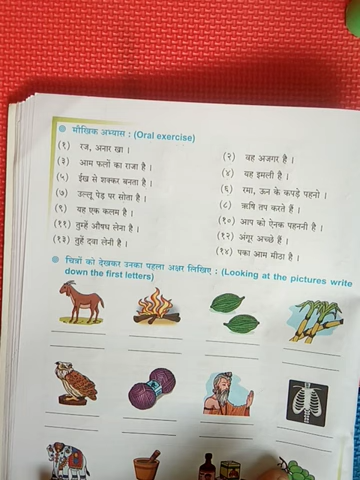 मौखिक अभ्यास : (Oral exercise)
(१) रज, अनार खा ।
(२) वह अजगर है ।
(३) आम फलों का राजा है ।
(४) यह इमली है ।
(५) ईख से शक्कर बनता है ।
(६) रमा, ऊन के कपड़े पहनो ।
(७) उल्लू पेड़ पर सोता है ।
(८) ऋषि तप करते हैं ।
(९) यह एक कलम है ।
(१०) आप को ऐनक पहननी है ।
(११) तुम्हें औषध लेना है ।
(१२) अंगूर अच्छे हैं ।
(१३) तुहें दवा लेनी है ।
(१४) पका आम मीठा है ।
चित्रों को देखकर उनका पहला अक्षर लिखिए : (Looking at the pictures write
down the first letters)